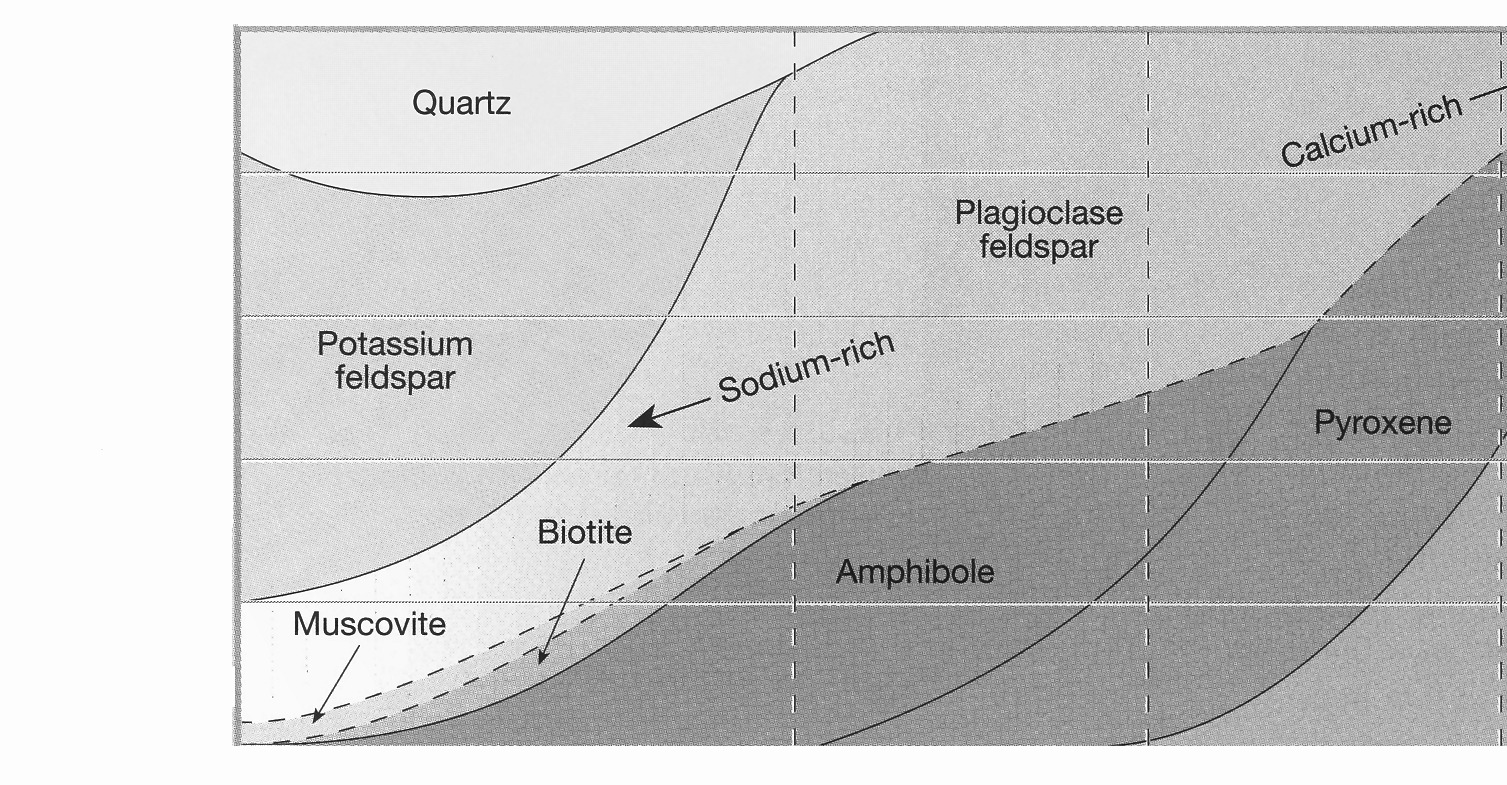 Quartz
Calcium-rich
Plagioclase
feldspar
Potassium
feldspar
Sodium-rich
Pyroxene
Biotite
Amphibole
Muscovite